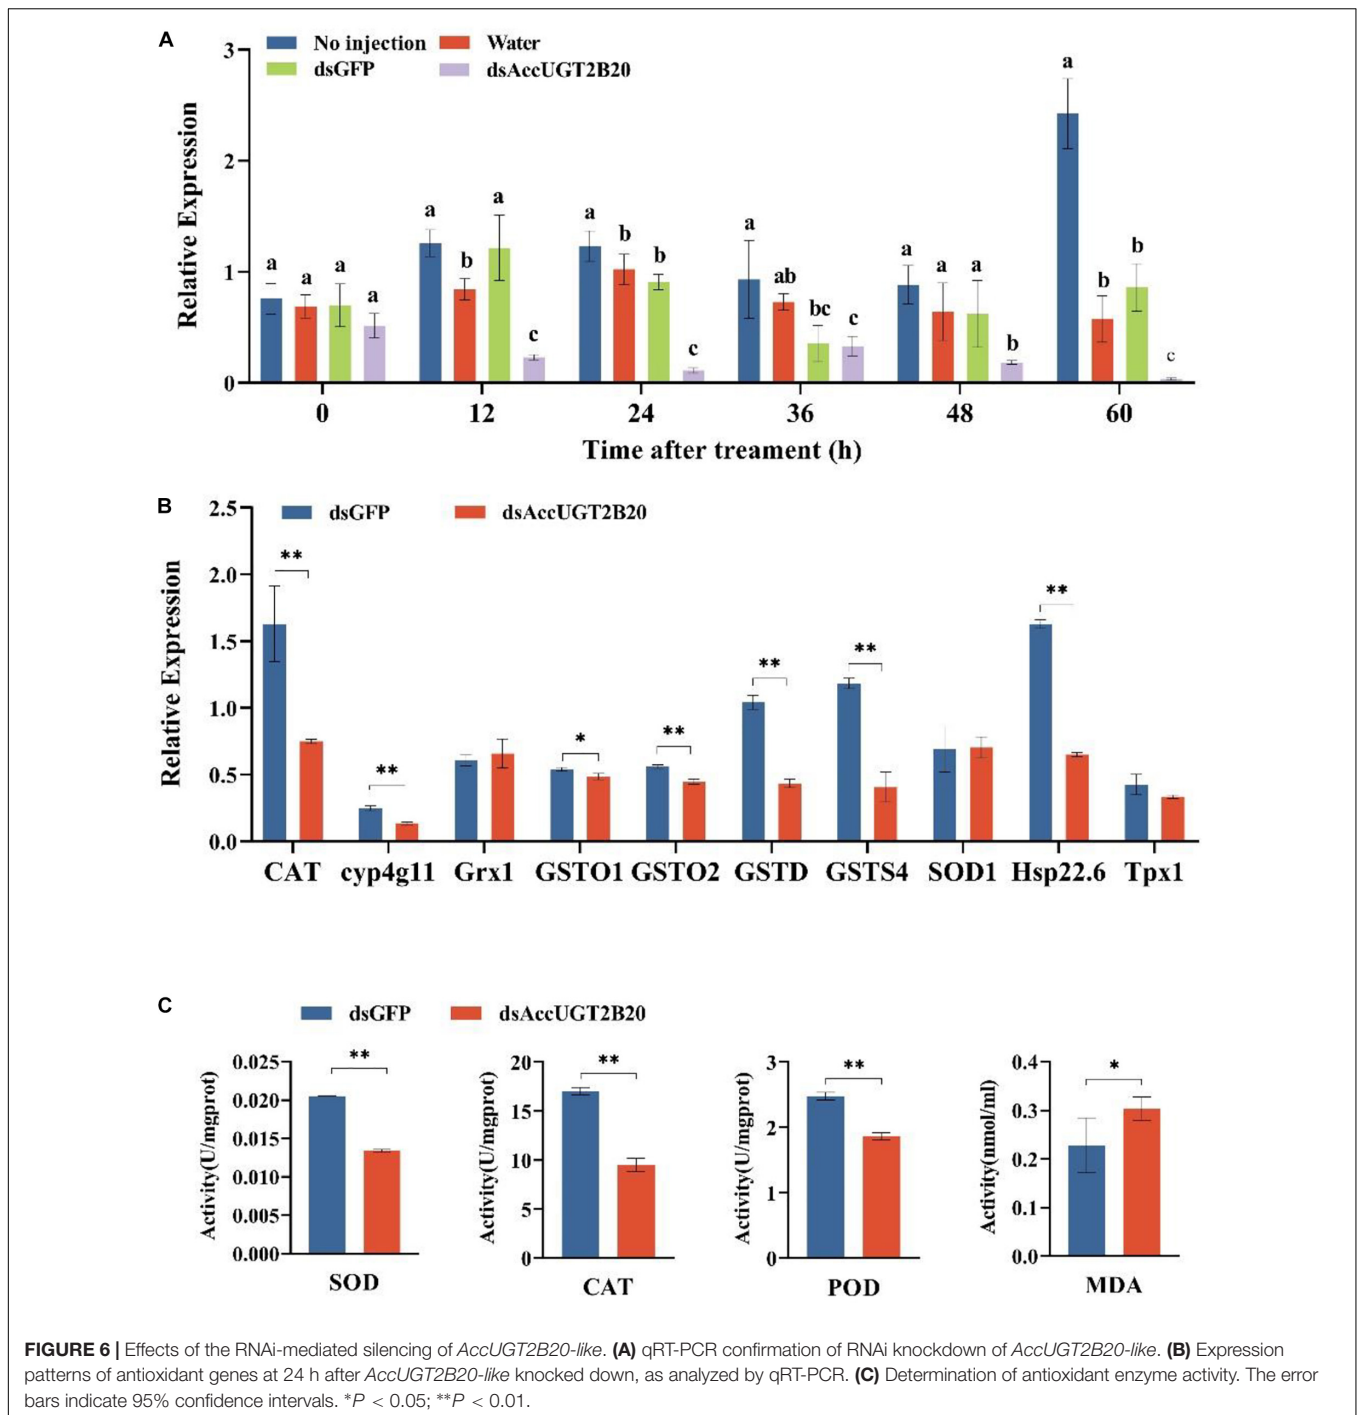 A
No injection Water
dsGFP dsAccUGT2B20
Relative Expression
3
2
1
0
a a a a
a b a c
a b b c
a ab bc c
a a a b
a b b c
0 12 24 36 48 60
Time after treament (h)
B
dsGFP dsAccUGT2B20
Relative Expression
2.5
2.0
1.5
1.0
0.5
0.0
** ** * ** ** ** **
CAT cyp4g11 Grx1 GSTO1 GSTO2 GSTD GSTS4 SOD1 Hsp22.6 Tpx1
C
dsGFP dsAccUGT2B20
Activity(U/mgprot)
0.025
0.020
0.015
0.010
0.005
0.000
**
SOD
Activity(U/mgprot)
20
15
10
5
0
**
CAT
Activity(U/mgprot)
3
2
1
0
**
POD
Activity(nmol/ml)
0.4
0.3
0.2
0.1
0.0
*
MDA
FIGURE 6 | Effects of the RNAi-mediated silencing of AccUGT2B20-like. (A) qRT-PCR confirmation of RNAi knockdown of AccUGT2B20-like. (B) Expression
patterns of antioxidant genes at 24 h after AccUGT2B20-like knocked down, as analyzed by qRT-PCR. (C) Determination of antioxidant enzyme activity. The error
bars indicate 95% confidence intervals. *P < 0.05; **P < 0.01.